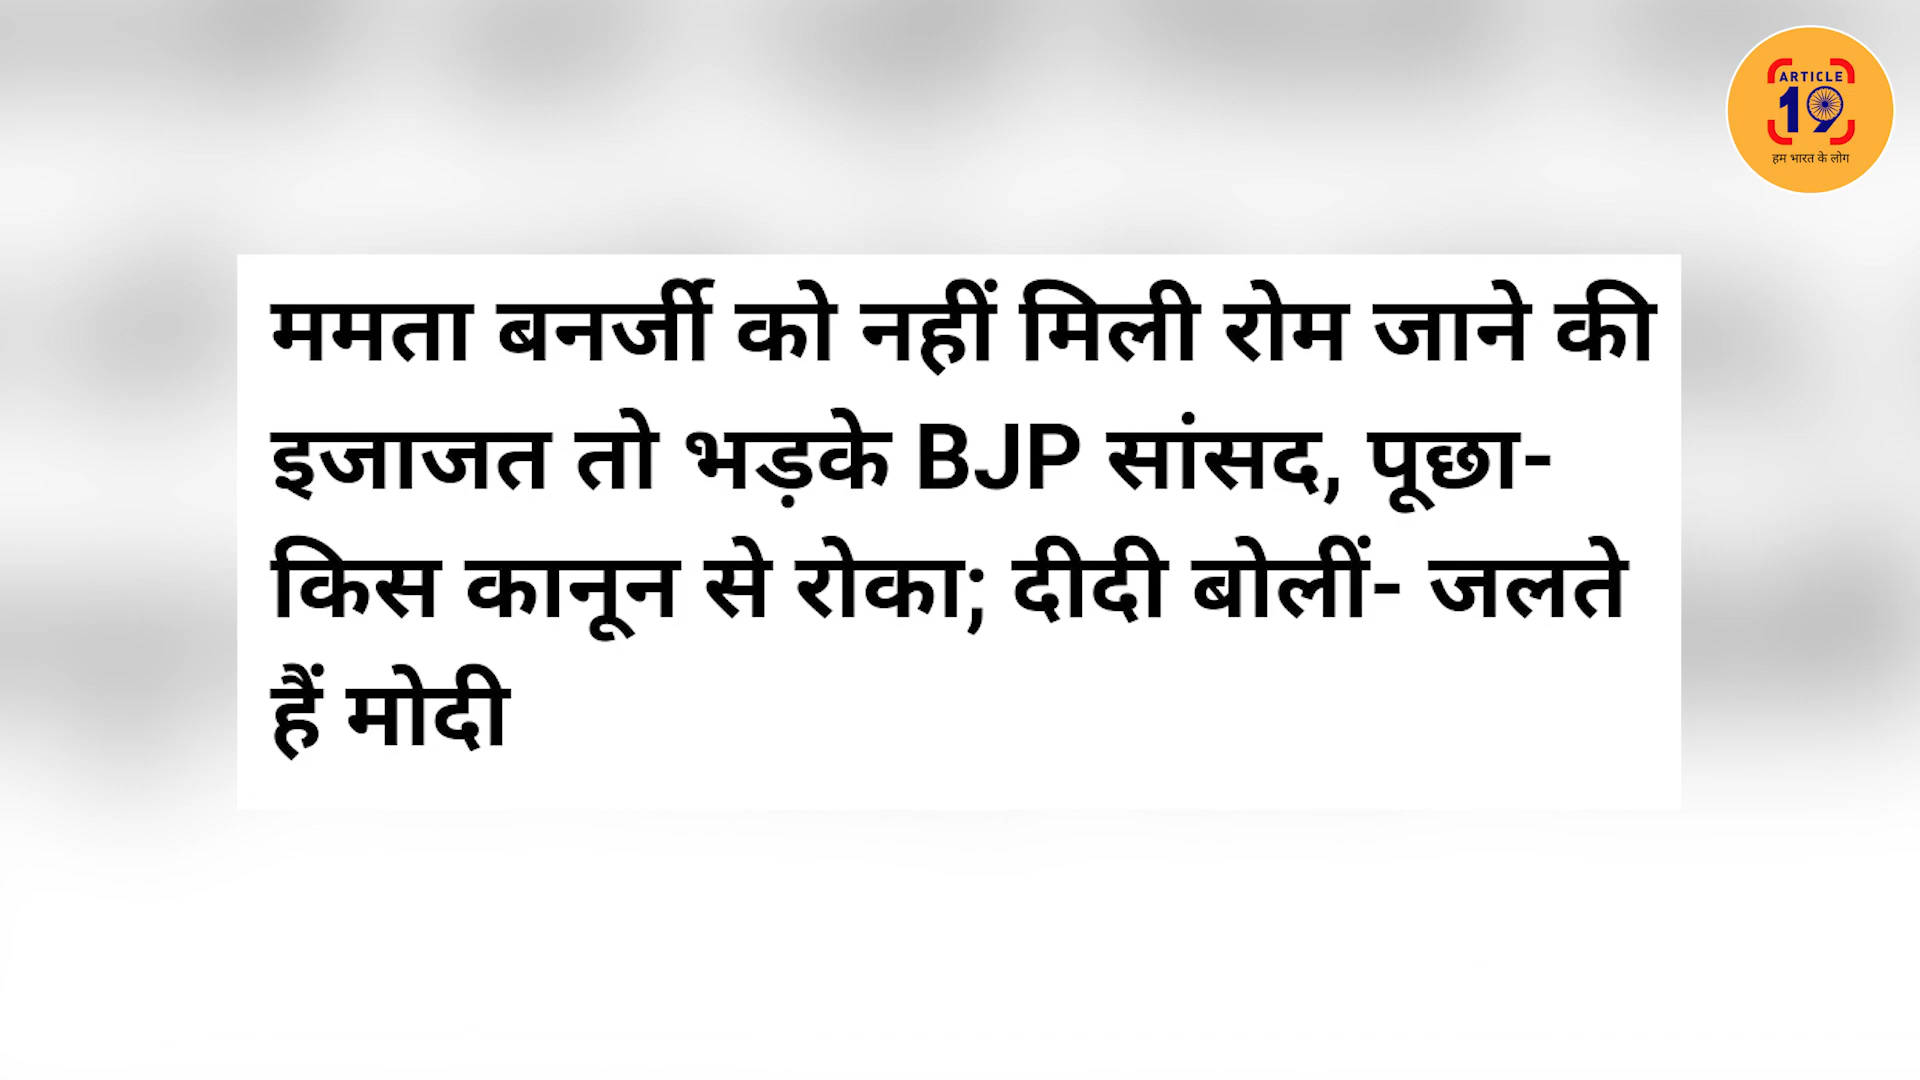 ARTICLE
19
हम भारत के लोग
ममता बनर्जी को नहीं मिली रोम जाने की
इजाजत तो भड़के BJP सांसद, पूछा-
किस कानून से रोका; दीदी बोलीं- जलते
हैं मोदी